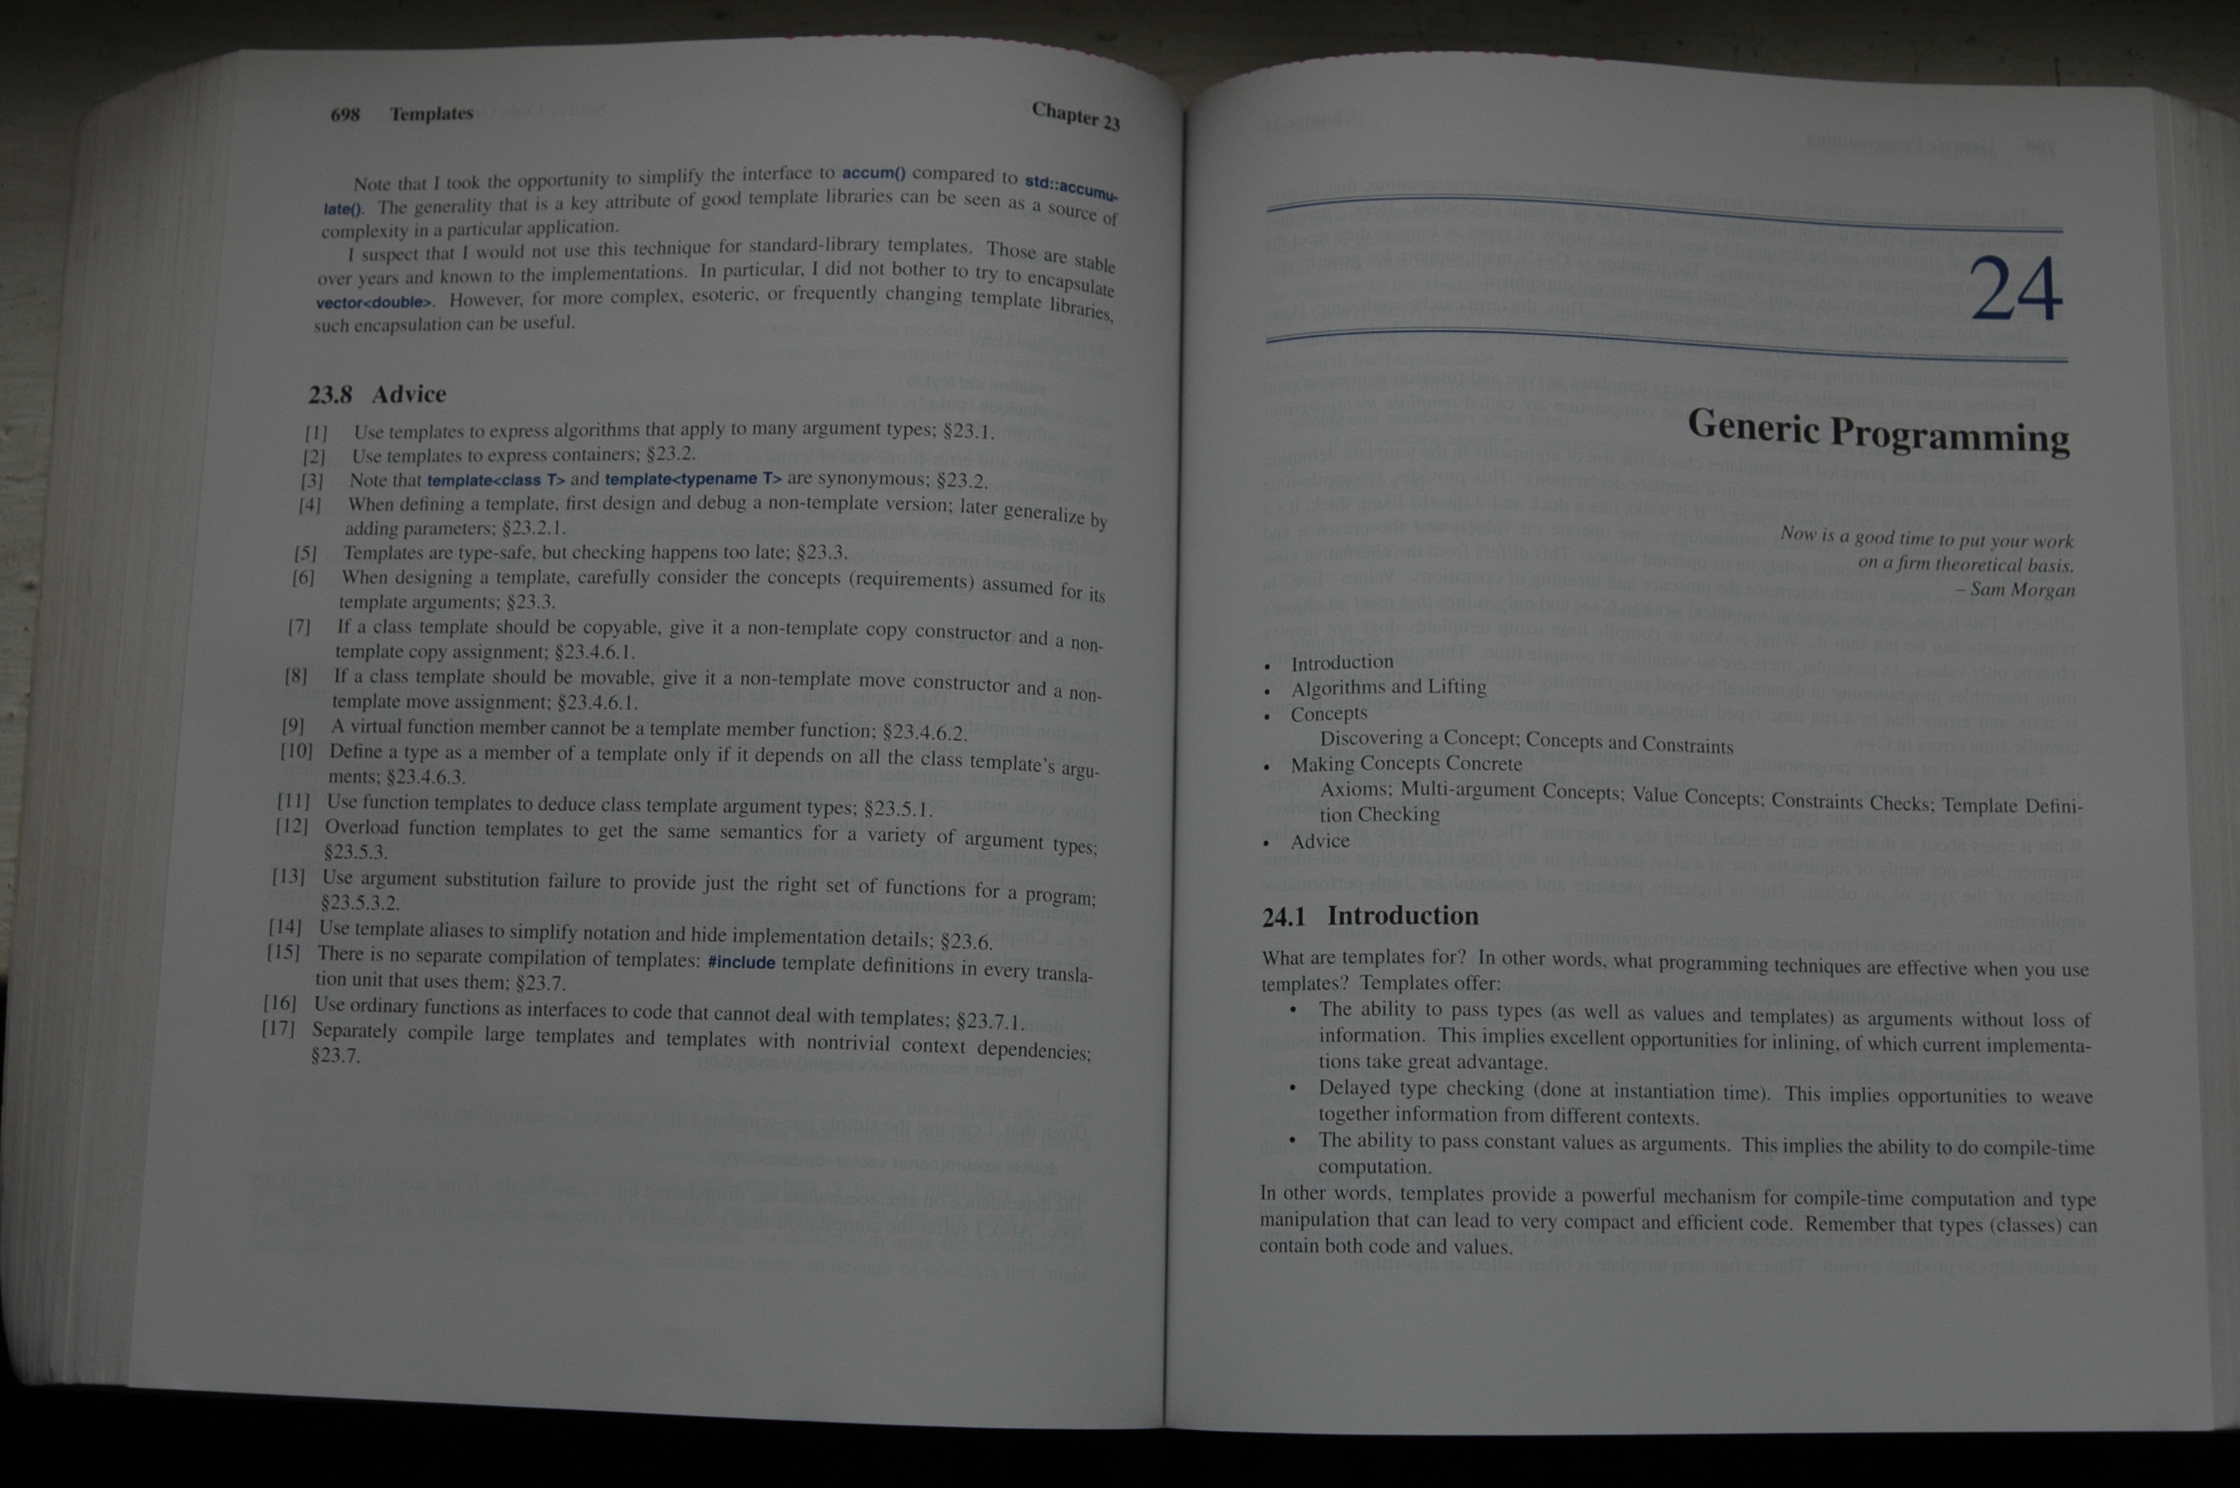 698 Templates Chapter 23
Note that I took the opportunity to simplify the interface to accum() compared to std::accumu-
late(). The generality that is a key attribute of good template libraries can be seen as a source of
complexity in a particular application.
I suspect that I would not use this technique for standard-library templates. Those are stable
over years and known to the implementations. In particular, I did not bother to try to encapsulate
vector<double>. However, for more complex, esoteric, or frequently changing template libraries,
such encapsulation can be useful.
23.8 Advice
[1] Use templates to express algorithms that apply to many argument types; §23.1.
[2] Use templates to express containers; §23.2.
[3] Note that template<class T> and template<typename T> are synonymous; §23.2.
[4] When defining a template, first design and debug a non-template version; later generalize by
adding parameters; §23.2.1.
[5] Templates are type-safe, but checking happens too late; §23.3.
[6] When designing a template, carefully consider the concepts (requirements) assumed for its
template arguments; §23.3.
[7] If a class template should be copyable, give it a non-template copy constructor and a non-
template copy assignment; §23.4.6.1.
[8] If a class template should be movable, give it a non-template move constructor and a non-
template move assignment; §23.4.6.1.
[9] A virtual function member cannot be a template member function; §23.4.6.2.
[10] Define a type as a member of a template only if it depends on all the class template's argu-
ments; §23.4.6.3.
[11] Use function templates to deduce class template argument types; §23.5.1.
[12] Overload function templates to get the same semantics for a variety of argument types;
§23.5.3.
[13] Use argument substitution failure to provide just the right set of functions for a program;
§23.5.3.2.
[14] Use template aliases to simplify notation and hide implementation details; §23.6.
[15] There is no separate compilation of templates: #include template definitions in every transla-
tion unit that uses them; §23.7.
[16] Use ordinary functions as interfaces to code that cannot deal with templates; §23.7.1.
[17] Separately compile large templates and templates with nontrivial context dependencies;
§23.7.
24
Generic Programming
Now is a good time to put your work
on a firm theoretical basis.
– Sam Morgan
• Introduction
• Algorithms and Lifting
• Concepts
Discovering a Concept; Concepts and Constraints
• Making Concepts Concrete
Axioms; Multi-argument Concepts; Value Concepts; Constraints Checks; Template Defini-
tion Checking
• Advice
24.1 Introduction
What are templates for? In other words, what programming techniques are effective when you use
templates? Templates offer:
• The ability to pass types (as well as values and templates) as arguments without loss of
information. This implies excellent opportunities for inlining, of which current implementa-
tions take great advantage.
• Delayed type checking (done at instantiation time). This implies opportunities to weave
together information from different contexts.
• The ability to pass constant values as arguments. This implies the ability to do compile-time
computation.
In other words, templates provide a powerful mechanism for compile-time computation and type
manipulation that can lead to very compact and efficient code. Remember that types (classes) can
contain both code and values.